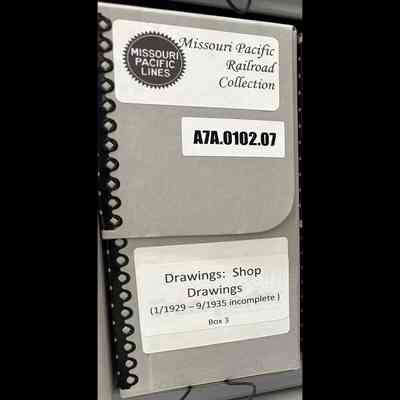 MISSOURI
PACIFIC
LINES
Missouri Pacific
Railroad
Collection
A7A.0102.07
Drawings: Shop
Drawings
(1/1929 – 9/1935 incomplete )
Box 3